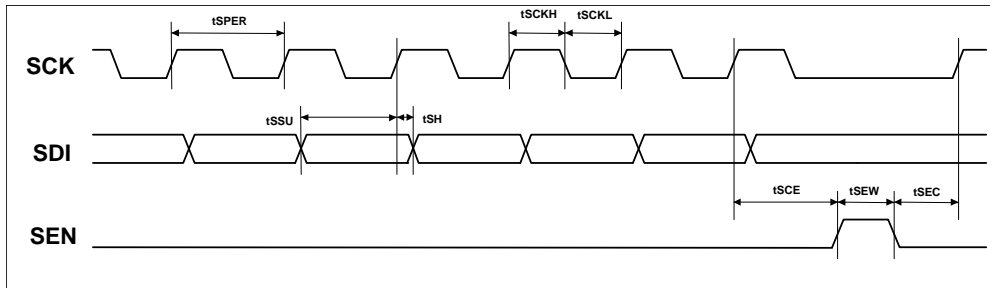 tSPER
tSCKH
tSCKL
SCK
tSSU
tSH
SDI
tSCE
tSEW
tSEC
SEN